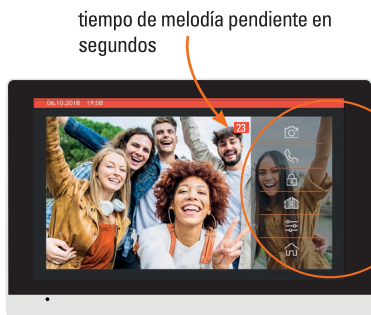 tiempo de melodía pendiente en
segundos
06.10.2018 19:08
23